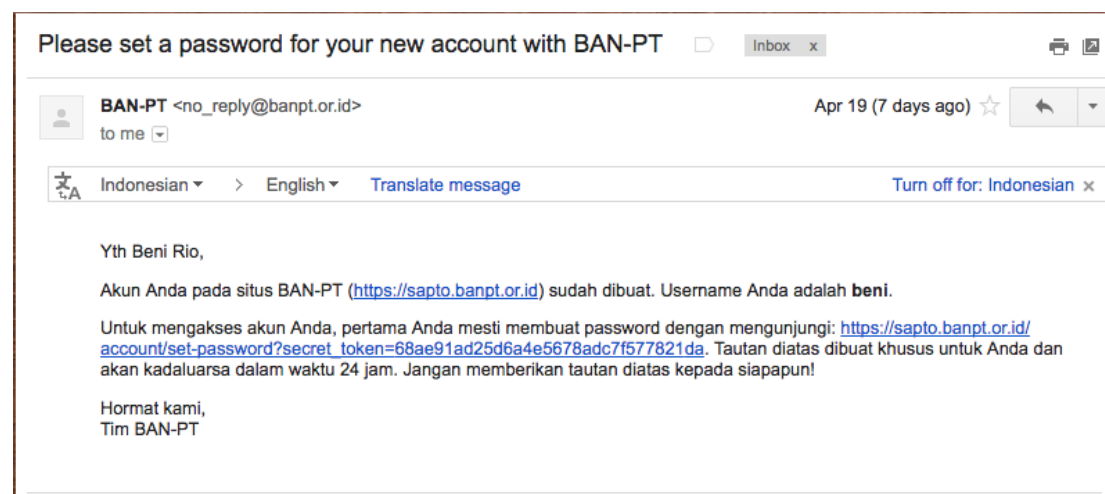 Please set a password for your new account with BAN-PT
Inbox x
BAN-PT <no_reply@banpt.or.id>
Apr 19 (7 days ago)
to me
Indonesian > English Translate message Turn off for: Indonesian x
Yth Beni Rio,
Akun Anda pada situs BAN-PT (https://sapto.banpt.or.id) sudah dibuat. Username Anda adalah beni.
Untuk mengakses akun Anda, pertama Anda mesti membuat password dengan mengunjungi: https://sapto.banpt.or.id/
account/set-password?secret_token=68ae91ad25d6a4e5678adc7f577821da. Tautan diatas dibuat khusus untuk Anda dan
akan kadaluarsa dalam waktu 24 jam. Jangan memberikan tautan diatas kepada siapapun!
Hormat kami,
Tim BAN-PT